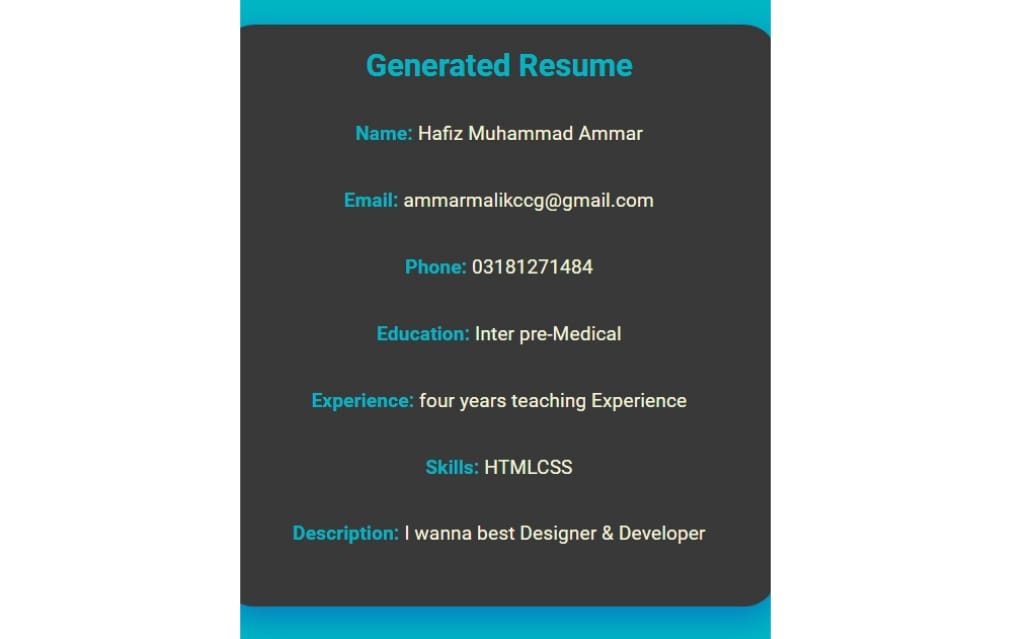 Generated Resume
Name: Hafiz Muhammad Ammar
Email: ammarmalikccg@gmail.com
Phone: 03181271484
Education: Inter pre-Medical
Experience: four years teaching Experience
Skills: HTMLCSS
Description: I wanna best Designer & Developer